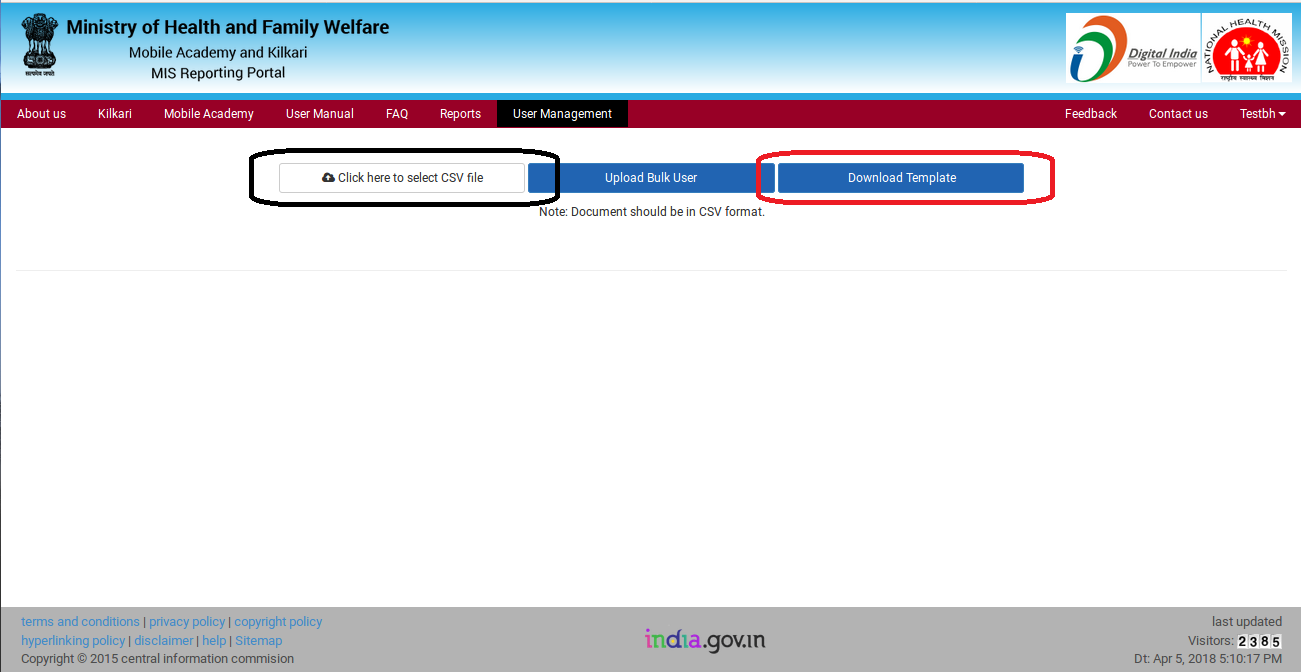 Ministry of Health and Family Welfare
Mobile Academy and Kilkari
MIS Reporting Portal
सत्यमेव जयते
Digital India
Power To Empower
NATIONAL HEALTH MISSION
राष्ट्रीय स्वास्थ्य मिशन
About us Kilkari Mobile Academy User Manual FAQ Reports User Management Feedback Contact us Testbh
Click here to select CSV file Upload Bulk User Download Template
Note: Document should be in CSV format.
terms and conditions | privacy policy | copyright policy
hyperlinking policy | disclaimer | help | Sitemap
Copyright © 2015 central information commision
india.gov.in
last updated
Visitors: 2385
Dt: Apr 5, 2018 5:10:17 PM